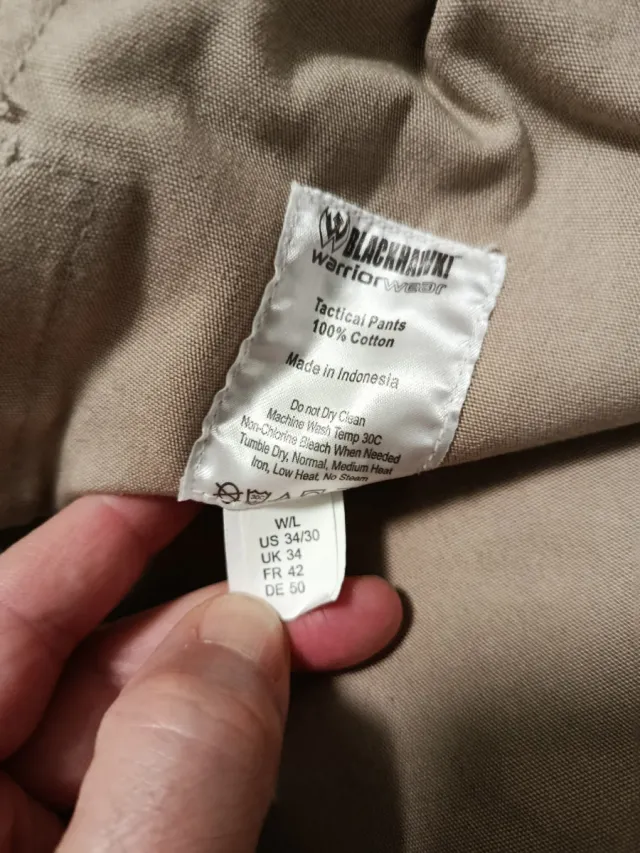 BLACKHAWK!
warriorwear
Tactical Pants
100% Cotton
Made in Indonesia
Do not Dry Clean
Machine Wash Temp 30C
Non-Chlorine Bleach When Needed
Tumble Dry, Normal, Medium Heat
Iron, Low Heat, No Steam
W/L
US 34/30
UK 34
FR 42
DE 50